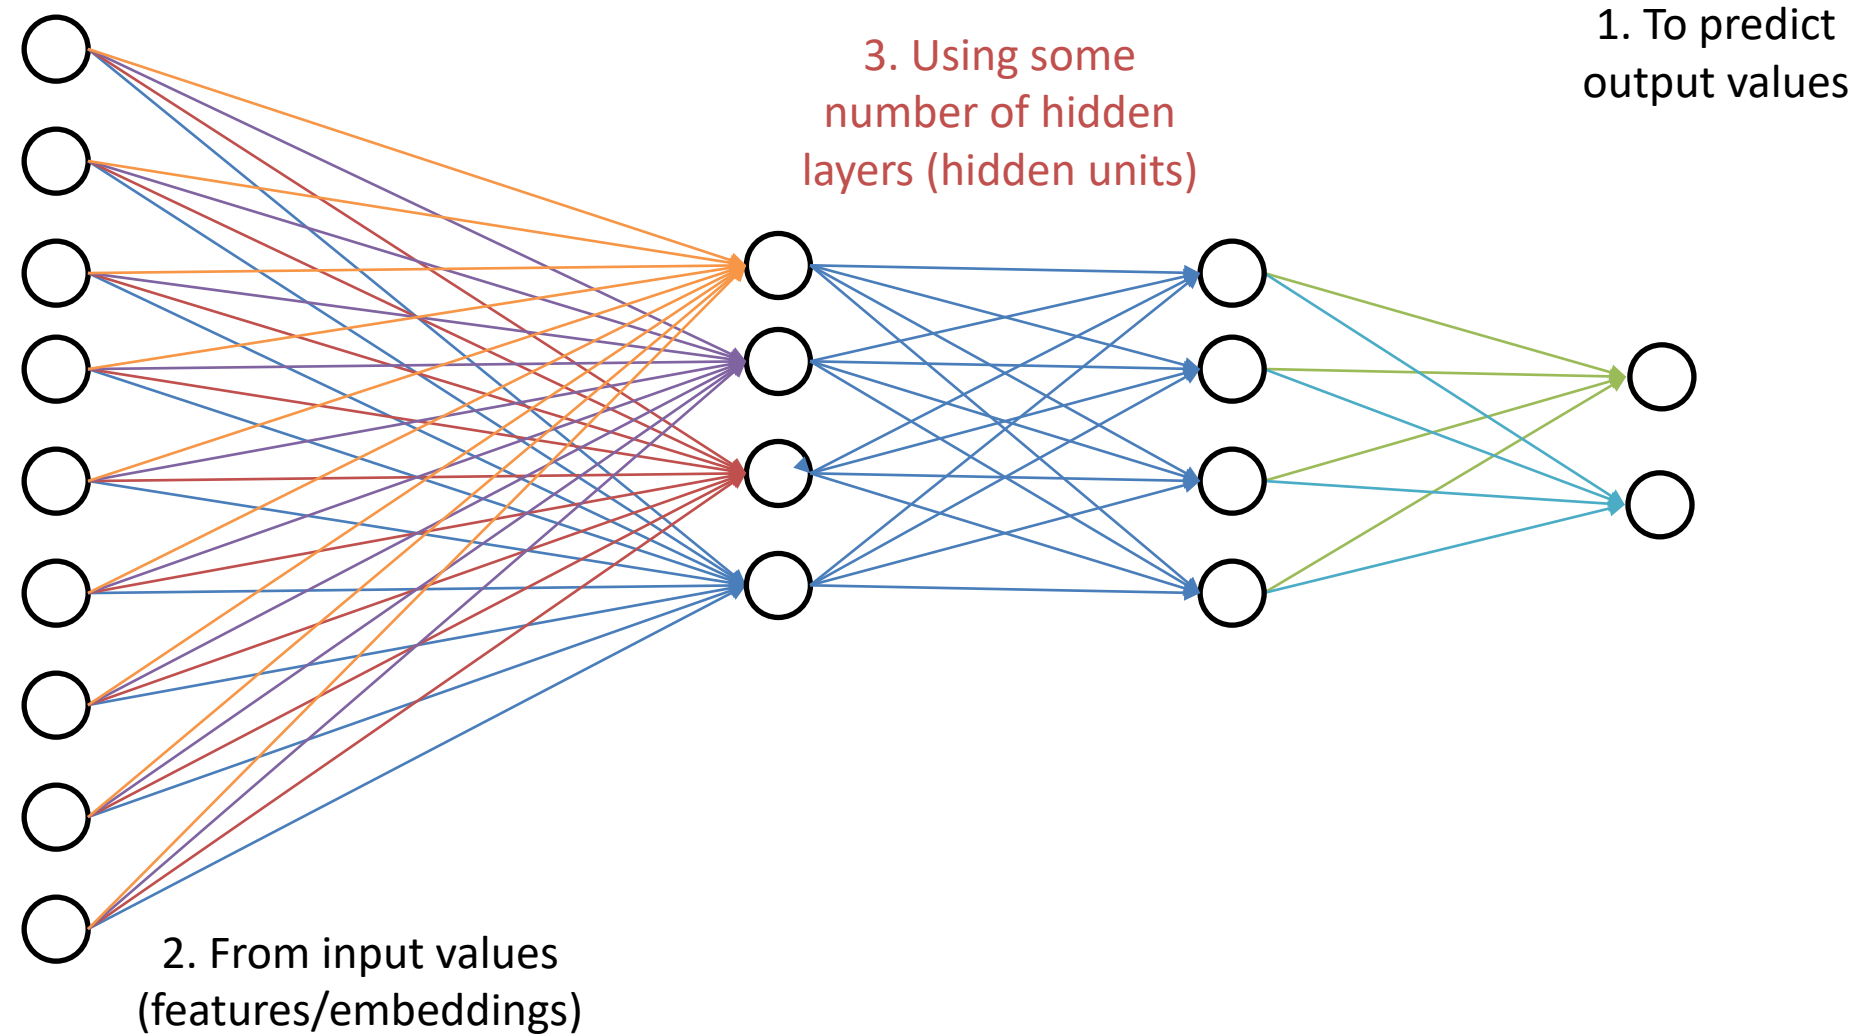 1. To predict
output values
3. Using some
number of hidden
layers (hidden units)
2. From input values
(features/embeddings)